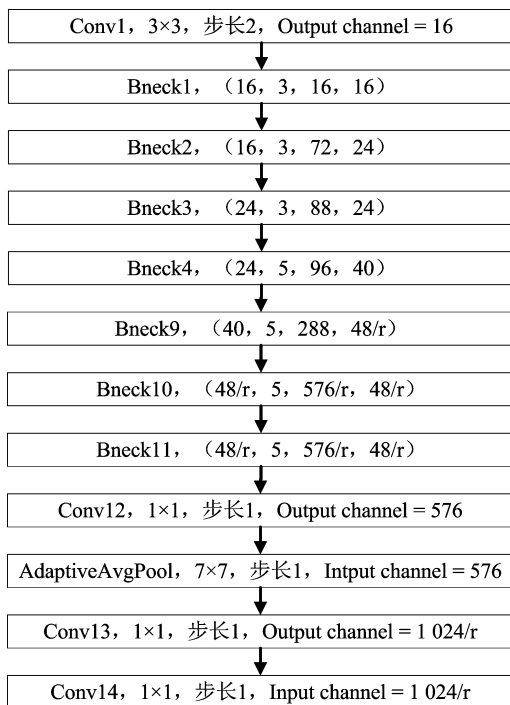 Conv1，3×3，步长2，Output channel = 16
Bneck1，（16，3，16，16）
Bneck2，（16，3，72，24）
Bneck3，（24，3，88，24）
Bneck4，（24，5，96，40）
Bneck9，（40，5，288，48/r）
Bneck10，（48/r，5，576/r，48/r）
Bneck11，（48/r，5，576/r，48/r）
Conv12，1×1，步长1，Output channel = 576
AdaptiveAvgPool，7×7，步长1，Intput channel = 576
Conv13，1×1，步长1，Output channel = 1 024/r
Conv14，1×1，步长1，Input channel = 1 024/r